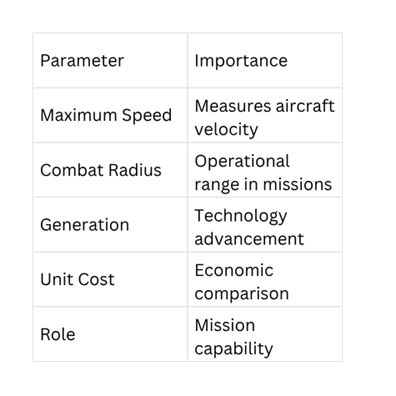 Parameter
Importance
Maximum Speed
Measures aircraft
velocity
Combat Radius
Operational
range in missions
Generation
Technology
advancement
Unit Cost
Economic
comparison
Role
Mission
capability